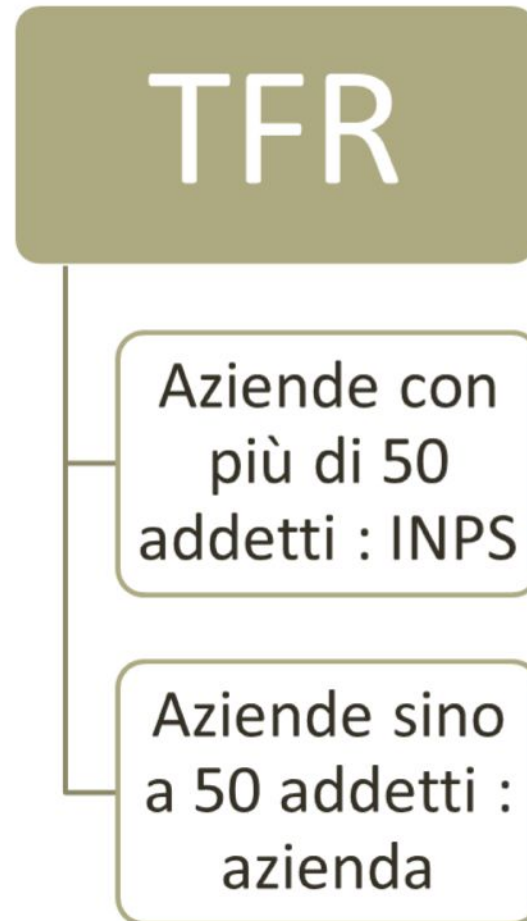 TFR
Aziende con
più di 50
addetti : INPS
Aziende sino
a 50 addetti :
azienda